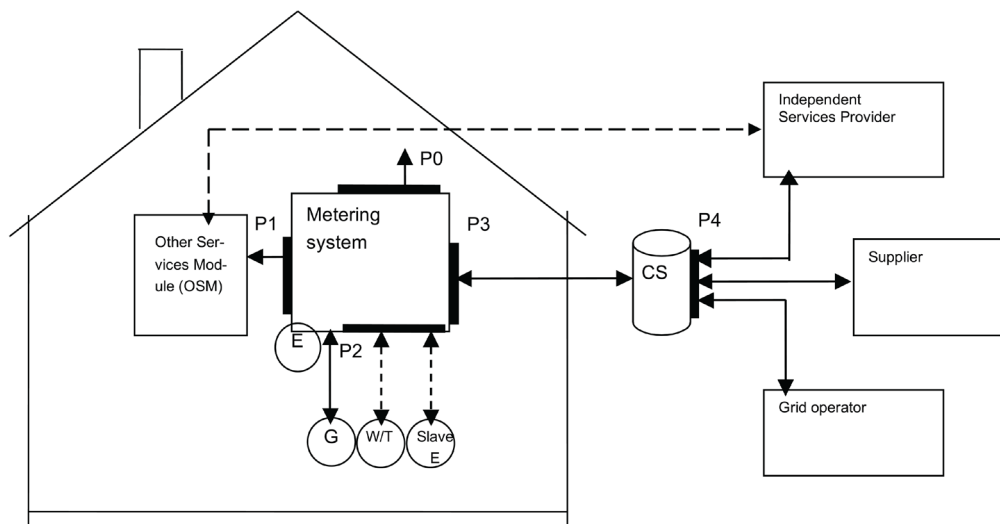 Independent
Services Provider
P0
P1
Metering
system
P3
P4
Other Ser-
vices Mod-
ule (OSM)
CS
Supplier
E
P2
Grid operator
G
W/T
Slave
E